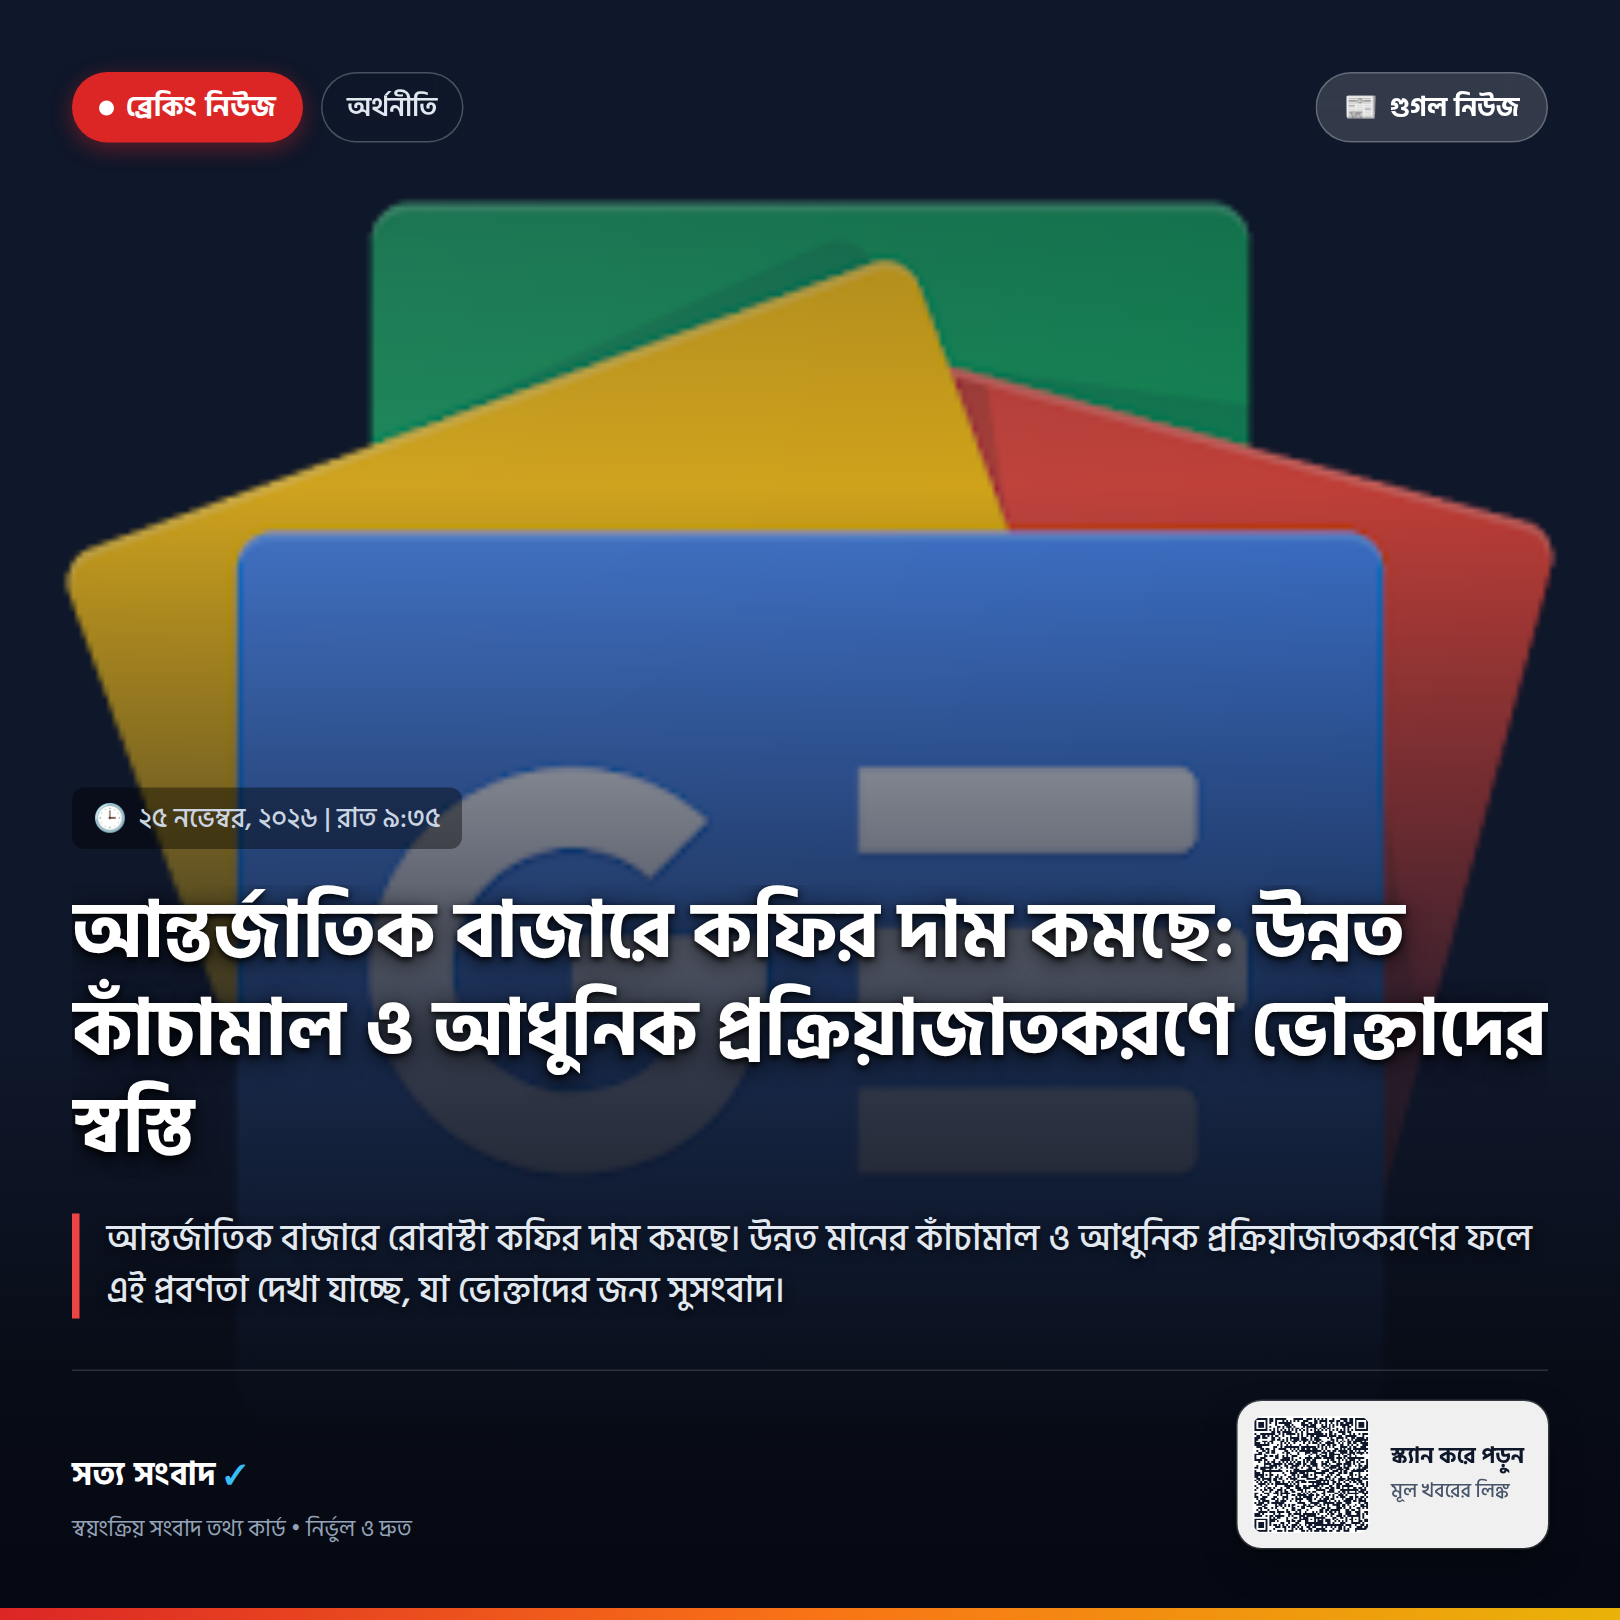 ব্রেকিং নিউজ
অর্থনীতি
গুগল নিউজ
২৫ নভেম্বর, ২০২৬ | রাত ৯:৩৫
আন্তর্জাতিক বাজারে কফির দাম কমছে: উন্নত
কাঁচামাল ও আধুনিক প্রক্রিয়াজাতকরণে ভোক্তাদের
স্বস্তি
আন্তর্জাতিক বাজারে রোবাস্টা কফির দাম কমছে। উন্নত মানের কাঁচামাল ও আধুনিক প্রক্রিয়াজাতকরণের ফলে
এই প্রবণতা দেখা যাচ্ছে, যা ভোক্তাদের জন্য সুসংবাদ।
সত্য সংবাদ ✓
স্বয়ংক্রিয় সংবাদ তথ্য কার্ড • নির্ভুল ও দ্রুত
স্ক্যান করে পড়ুন
মূল খবরের লিঙ্ক